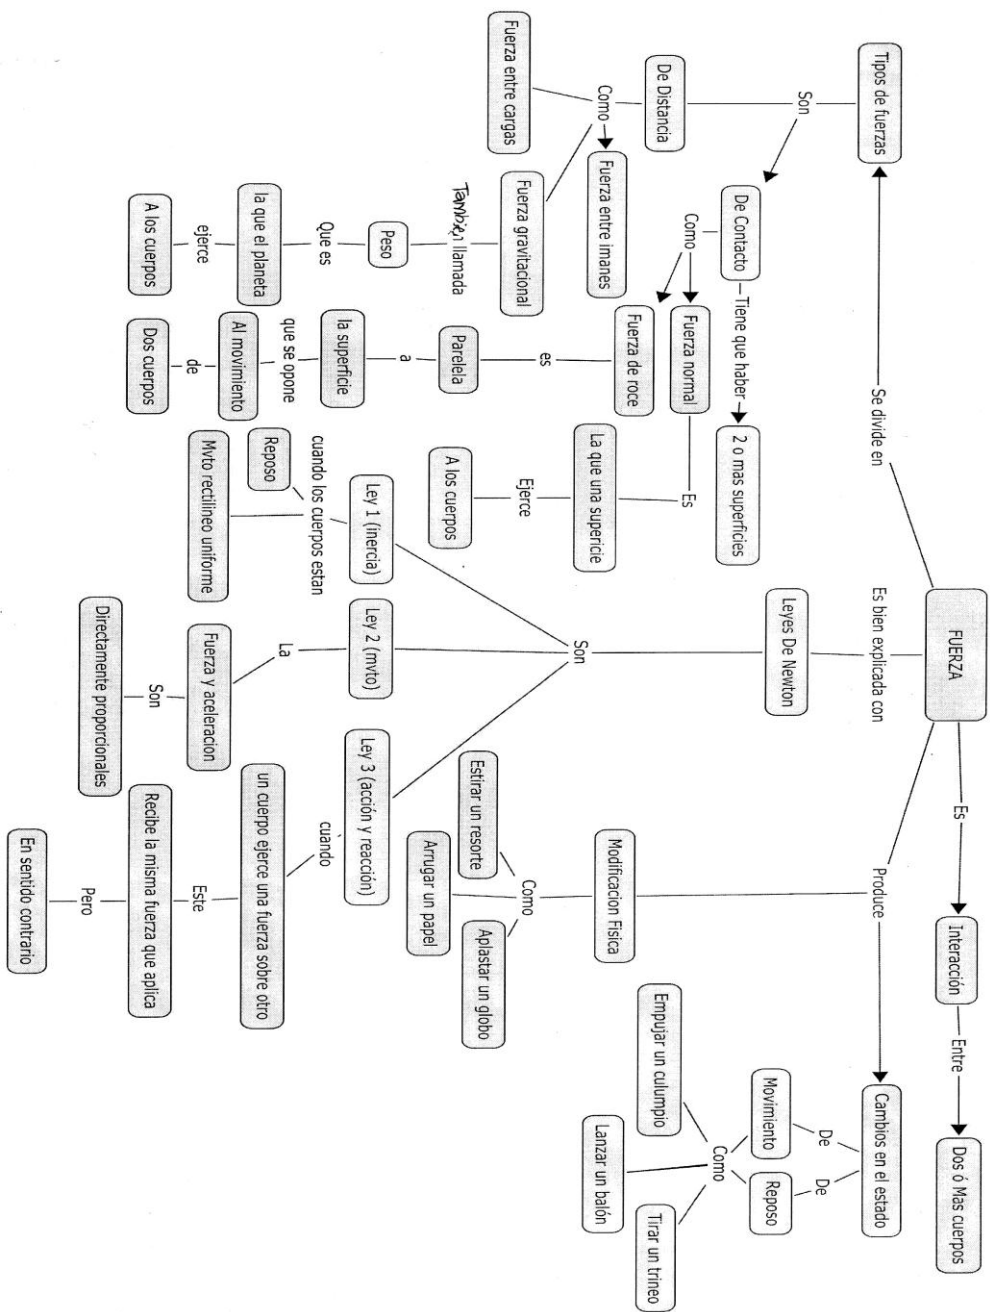 FUERZA
Es
Interacción
Entre
Dos ó Mas cuerpos
Se divide en
Tipos de fuerzas
Son
De Distancia
Como
Fuerza entre cargas
Fuerza entre imanes
Fuerza gravitacional
También llamada
Peso
Que es
la que el planeta
ejerce
A los cuerpos
De Contacto
Tiene que haber
2 o mas superficies
Como
Fuerza normal
Es
La que una supericie
Ejerce
A los cuerpos
Fuerza de roce
es
Parelela
a
la superficie
que se opone
Al movimiento
de
Dos cuerpos
Es bien explicada con
Leyes De Newton
Son
Ley 1 (inercia)
cuando los cuerpos estan
Reposo
Mvto rectilineo uniforme
Ley 2 (mvto)
La
Fuerza y aceleracion
Son
Directamente proporcionales
Ley 3 (acción y reacción)
cuando
un cuerpo ejerce una fuerza sobre otro
Este
Recibe la misma fuerza que aplica
Pero
En sentido contrario
Produce
Modificacion Fisica
Como
Estirar un resorte
Arrugar un papel
Aplastar un globo
Cambios en el estado
De
De
Movimiento
Reposo
Como
Empujar un culumpio
Lanzar un balón
Tirar un trineo